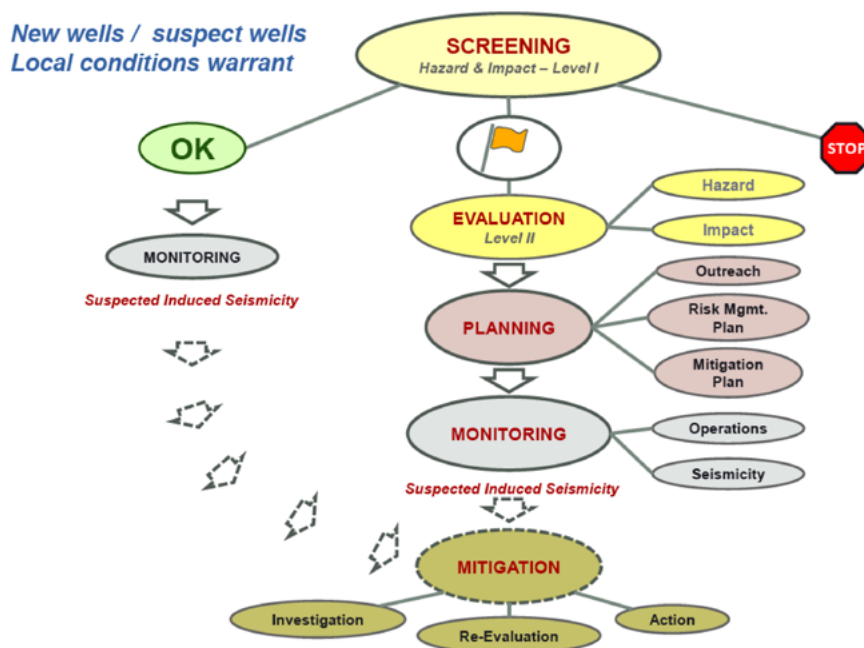 New wells / suspect wells
Local conditions warrant
SCREENING
Hazard & Impact – Level I
OK
STOP
EVALUATION
Level II
Hazard
Impact
MONITORING
Suspected Induced Seismicity
PLANNING
Outreach
Risk Mgmt.
Plan
Mitigation
Plan
MONITORING
Operations
Seismicity
Suspected Induced Seismicity
MITIGATION
Investigation
Re-Evaluation
Action